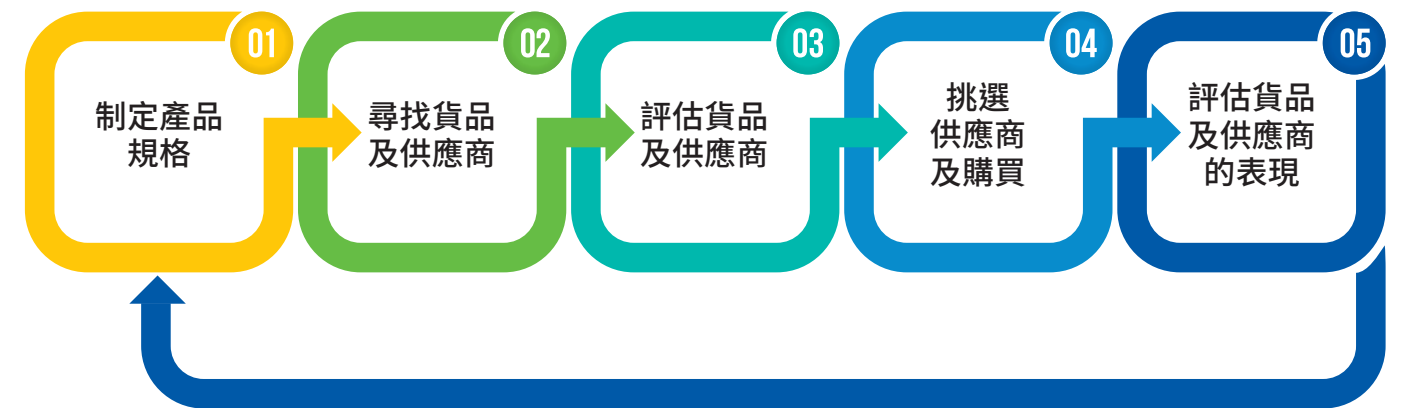 01
制定產品
規格
02
尋找貨品
及供應商
03
評估貨品
及供應商
04
挑選
供應商
及購買
05
評估貨品
及供應商
的表現